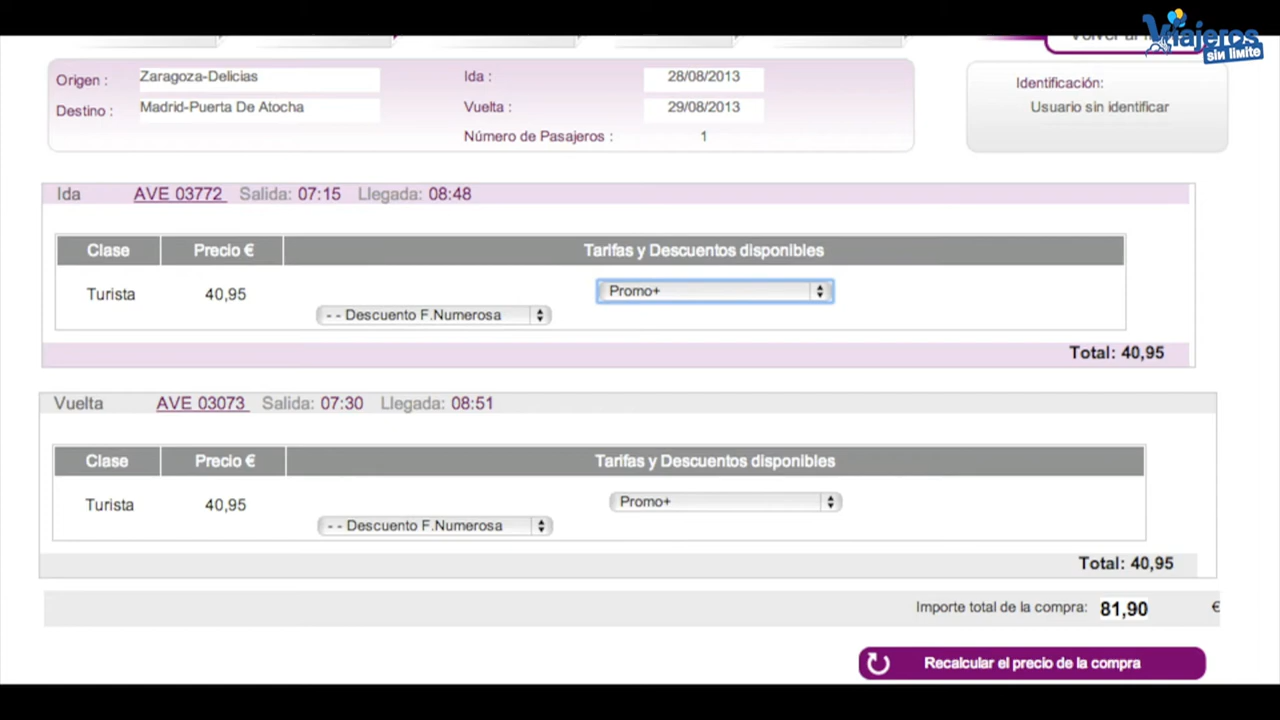 Volver al
Viajeros
sin límite
Origen : Zaragoza-Delicias Ida : 28/08/2013
Destino : Madrid-Puerta De Atocha Vuelta : 29/08/2013
Número de Pasajeros : 1
Identificación:
Usuario sin identificar
Ida AVE 03772 Salida: 07:15 Llegada: 08:48
Clase Precio € Tarifas y Descuentos disponibles
Turista 40,95 Promo+
- - Descuento F.Numerosa
Total: 40,95
Vuelta AVE 03073 Salida: 07:30 Llegada: 08:51
Clase Precio € Tarifas y Descuentos disponibles
Turista 40,95 Promo+
- - Descuento F.Numerosa
Total: 40,95
Importe total de la compra: 81,90 €
Recalcular el precio de la compra